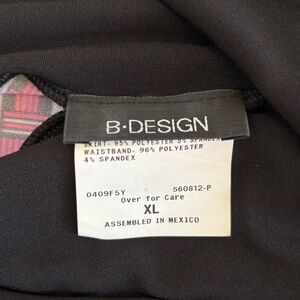 B·DESIGN
SKIRT- 95% POLYESTER 5% SPANDEX
WAISTBAND- 96% POLYESTER
4% SPANDEX
0409F5Y 560812-P
Over for Care
XL
ASSEMBLED IN MEXICO